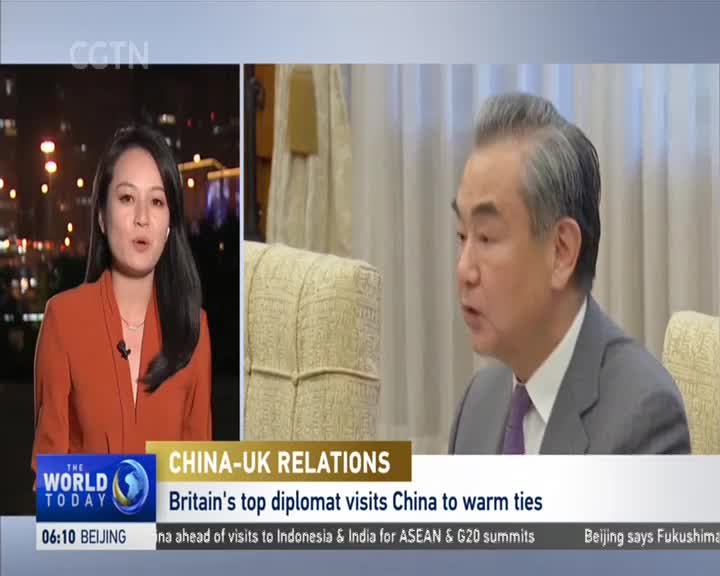 CGTN
CHINA-UK RELATIONS
THE
WORLD
TODAY
Britain's top diplomat visits China to warm ties
06:10 BEIJING
ina ahead of visits to Indonesia & India for ASEAN & G20 summits Beijing says Fukushima